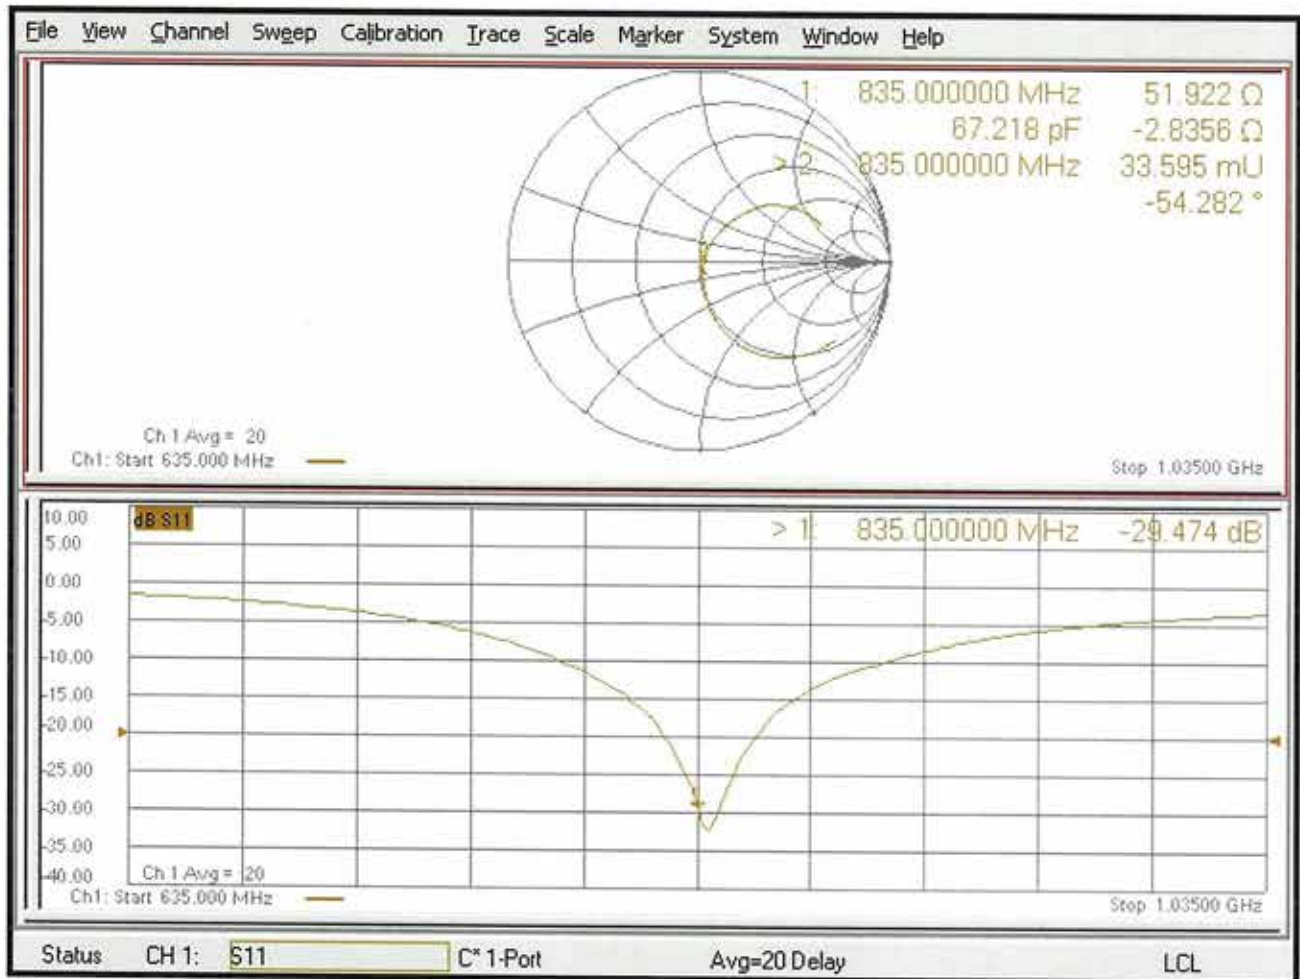 File View Channel Sweep Calibration Trace Scale Marker System Window Help
1: 835.000000 MHz 51.922 Ω
67.218 pF -2.8356 Ω
> 2: 835.000000 MHz 33.595 mU
-54.282 °
Ch 1 Avg = 20
Ch1: Start 635.000 MHz
Stop 1.03500 GHz
10.00
dB S11
> 1: 835.000000 MHz -29.474 dB
5.00
0.00
-5.00
-10.00
-15.00
-20.00
-25.00
-30.00
-35.00
-40.00
Ch 1 Avg = 20
Ch1: Start 635.000 MHz
Stop 1.03500 GHz
Status CH 1: S11 C* 1-Port Avg=20 Delay LCL